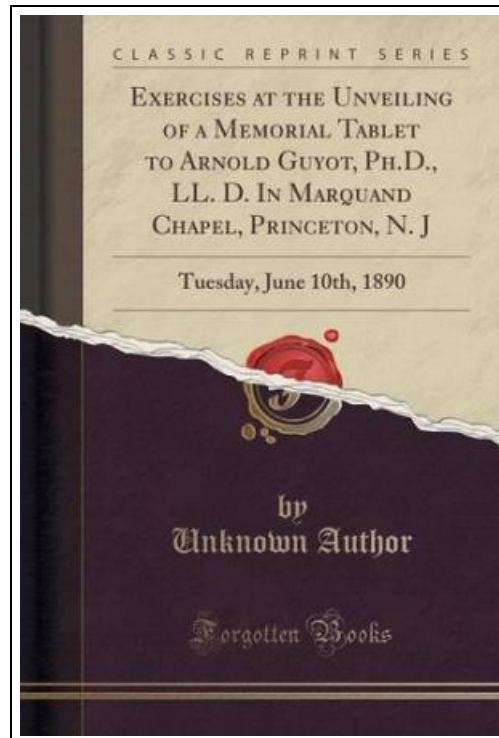 CLASSIC REPRINT SERIES
EXERCISES AT THE UNVEILING
OF A MEMORIAL TABLET
TO ARNOLD GUYOT, PH.D.,
LL. D. IN MARQUAND
CHAPEL, PRINCETON, N. J
Tuesday, June 10th, 1890
by
Unknown Author
Forgotten Books